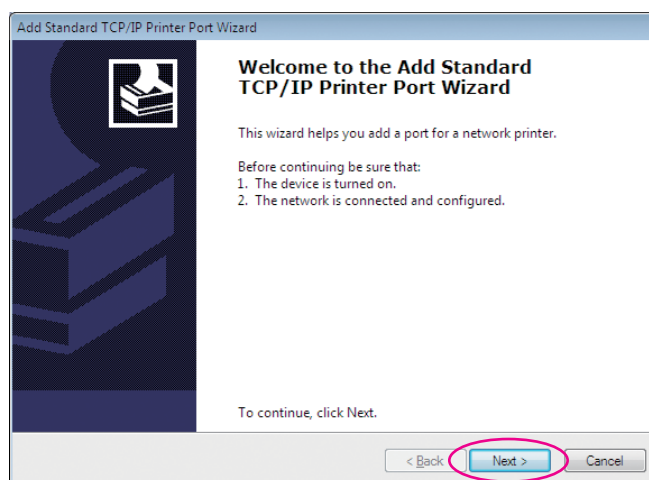 Add Standard TCP/IP Printer Port Wizard
Welcome to the Add Standard
TCP/IP Printer Port Wizard
This wizard helps you add a port for a network printer.
Before continuing be sure that:
1. The device is turned on.
2. The network is connected and configured.
To continue, click Next.
< Back
Next >
Cancel